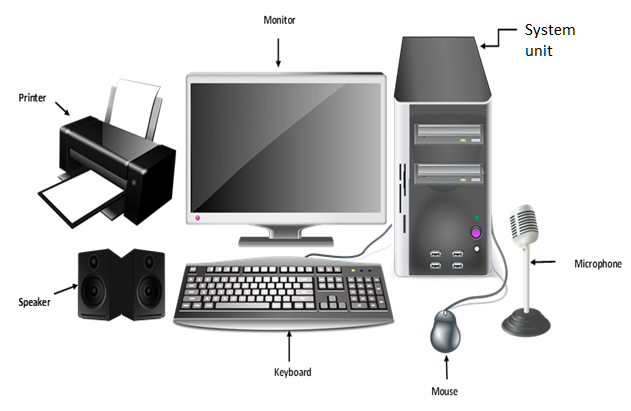 Monitor
System
unit
Printer
Microphone
Speaker
Keyboard
Mouse